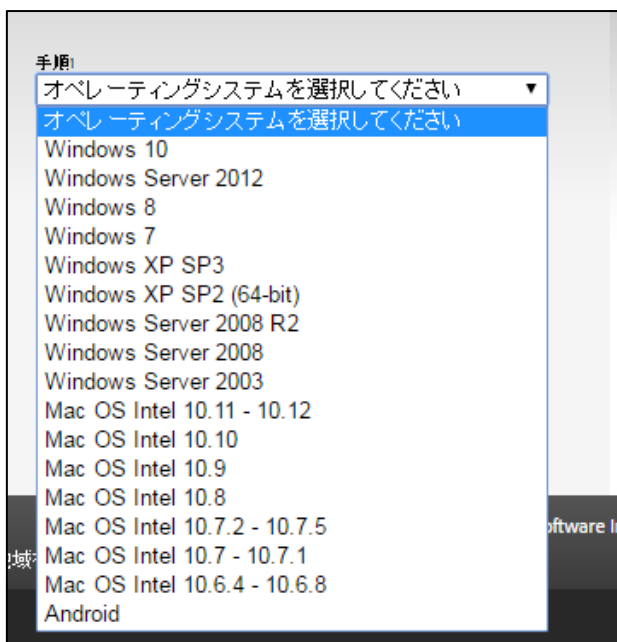 手順1
オペレーティングシステムを選択してください ▼
オペレーティングシステムを選択してください
Windows 10
Windows Server 2012
Windows 8
Windows 7
Windows XP SP3
Windows XP SP2 (64-bit)
Windows Server 2008 R2
Windows Server 2008
Windows Server 2003
Mac OS Intel 10.11 - 10.12
Mac OS Intel 10.10
Mac OS Intel 10.9
Mac OS Intel 10.8
Mac OS Intel 10.7.2 - 10.7.5
Mac OS Intel 10.7 - 10.7.1
Mac OS Intel 10.6.4 - 10.6.8
Android